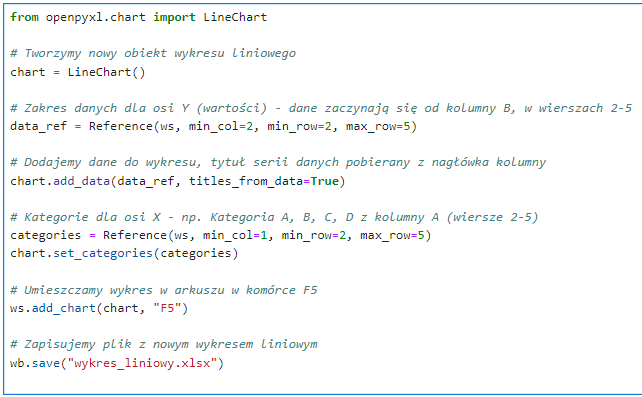 from openpyxl.chart import LineChart
# Tworzymy nowy obiekt wykresu liniowego
chart = LineChart()
# Zakres danych dla osi Y (wartości) - dane zaczynają się od kolumny B, w wierszach 2-5
data_ref = Reference(ws, min_col=2, min_row=2, max_row=5)
# Dodajemy dane do wykresu, tytuł serii danych pobierany z nagłówka kolumny
chart.add_data(data_ref, titles_from_data=True)
# Kategorie dla osi X - np. Kategoria A, B, C, D z kolumny A (wiersze 2-5)
categories = Reference(ws, min_col=1, min_row=2, max_row=5)
chart.set_categories(categories)
# Umieszczamy wykres w arkuszu w komórce F5
ws.add_chart(chart, "F5")
# Zapisujemy plik z nowym wykresem liniowym
wb.save("wykres_liniowy.xlsx")